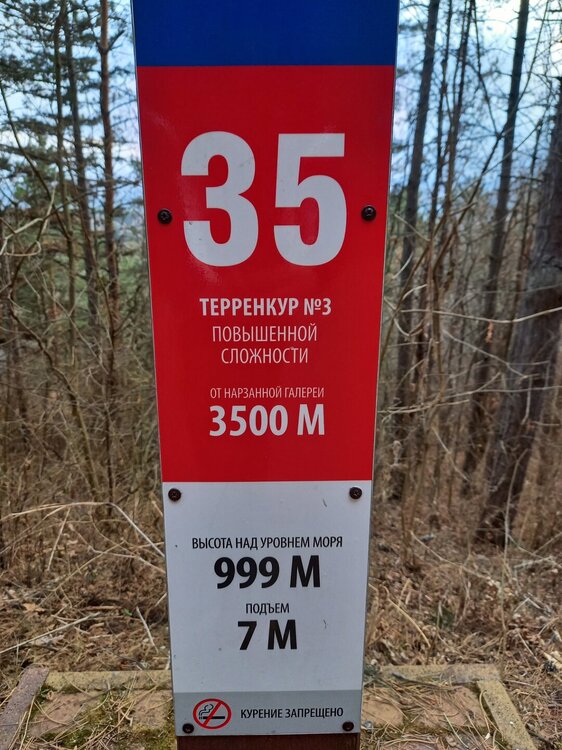 35
ТЕРРЕНКУР №3
ПОВЫШЕННОЙ
СЛОЖНОСТИ
ОТ НАРЗАННОЙ ГАЛЕРЕИ
3500 М
ВЫСОТА НАД УРОВНЕМ МОРЯ
999 М
ПОДЪЕМ
7 М
КУРЕНИЕ ЗАПРЕЩЕНО